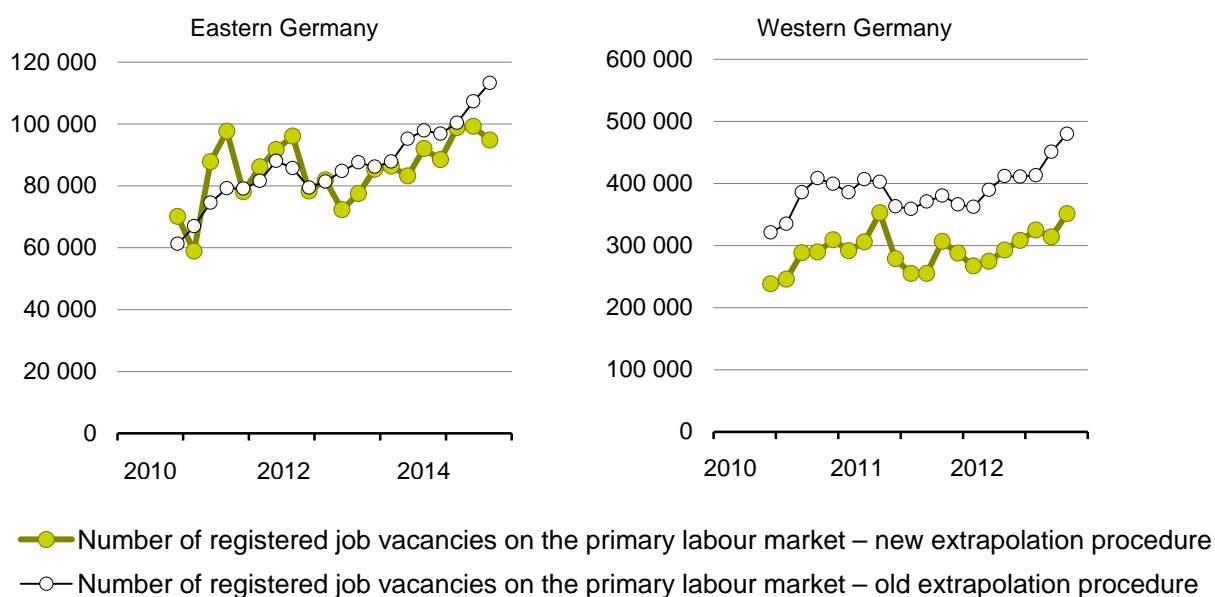 Eastern Germany
120 000
100 000
80 000
60 000
40 000
20 000
0
2010 2012 2014
Western Germany
600 000
500 000
400 000
300 000
200 000
100 000
0
2010 2011 2012
Number of registered job vacancies on the primary labour market – new extrapolation procedure
Number of registered job vacancies on the primary labour market – old extrapolation procedure